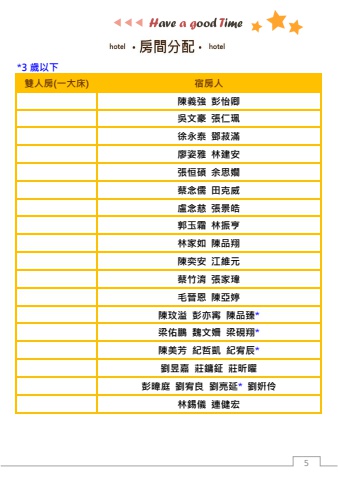 Have a good Time
hotel ・房間分配・ hotel
*3 歲以下
雙人房(一大床) 宿房人
陳義強 彭怡卿
吳文豪 張仁珮
徐永泰 鄧菽滿
廖姿雅 林建安
張恒碩 余思嫺
蔡念儒 田克威
盧念慈 張景皓
郭玉霜 林振亨
林家如 陳品翔
陳奕安 江維元
蔡竹淯 張家瑋
毛晉恩 陳亞婷
陳玟溢 彭亦寗 陳品臻*
梁佑鵬 魏文姍 梁硯翔*
陳美芳 紀哲凱 紀宥辰*
劉昱嘉 莊鏞鉦 莊昕曜
彭暐庭 劉宥良 劉亮延* 劉姸伶
林錫儀 連健宏
5